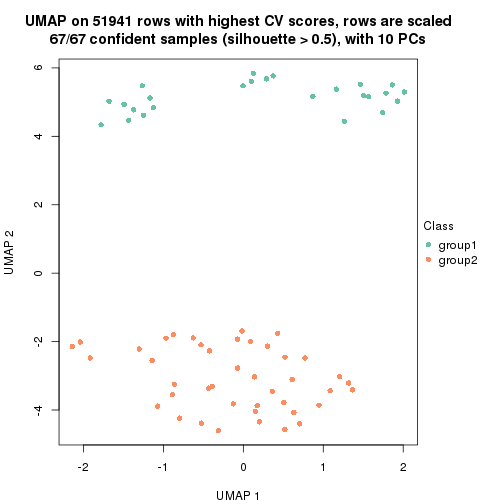 UMAP on 51941 rows with highest CV scores, rows are scaled
67/67 confident samples (silhouette > 0.5), with 10 PCs
6
4
2
0
-2
-4
UMAP 2
-2
-1
0
1
2
UMAP 1
Class
group1
group2